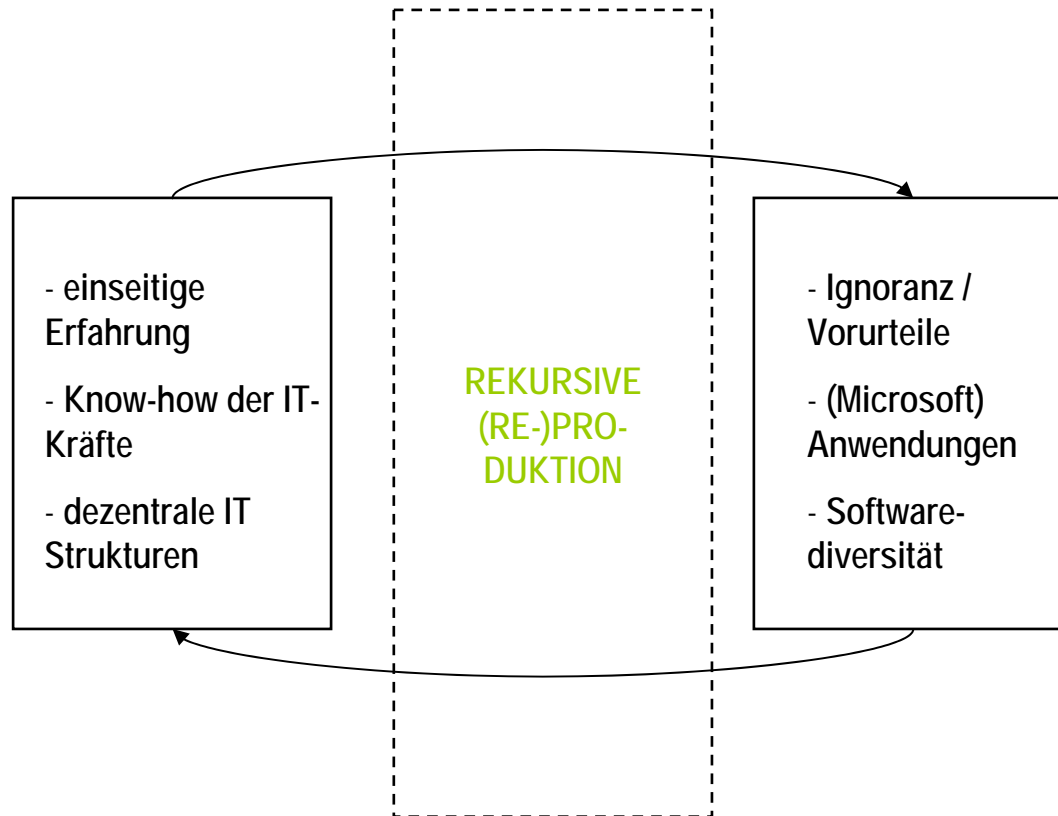 - einseitige
Erfahrung
- Know-how der IT-
Kräfte
- dezentrale IT
Strukturen
REKURSIVE
(RE-)PRO-
DUKTION
- Ignoranz /
Vorurteile
- (Microsoft)
Anwendungen
- Software-
diversität